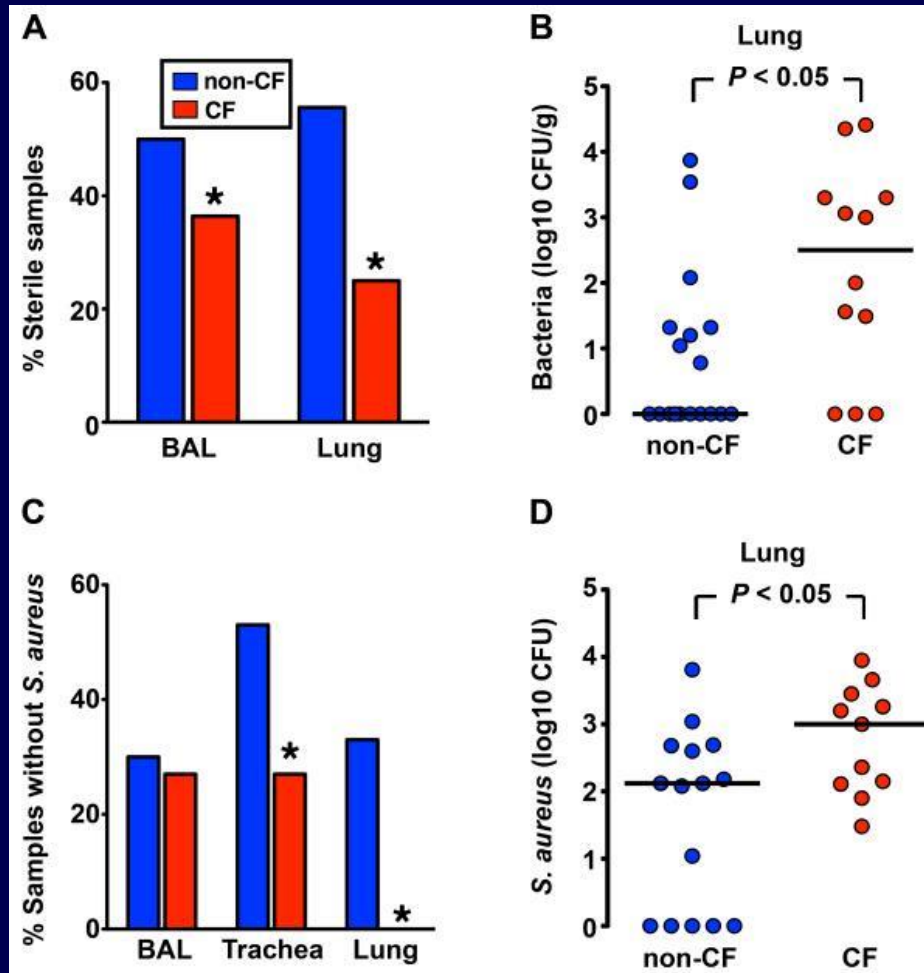 A
non-CF
CF
% Sterile samples
60
40
20
0
*
*
BAL Lung
B
Lung
P < 0.05
Bacteria (log10 CFU/g)
5
4
3
2
1
0
non-CF CF
C
% Samples without S. aureus
60
40
20
0
*
*
BAL Trachea Lung
D
Lung
P < 0.05
S. aureus (log10 CFU)
5
4
3
2
1
0
non-CF CF